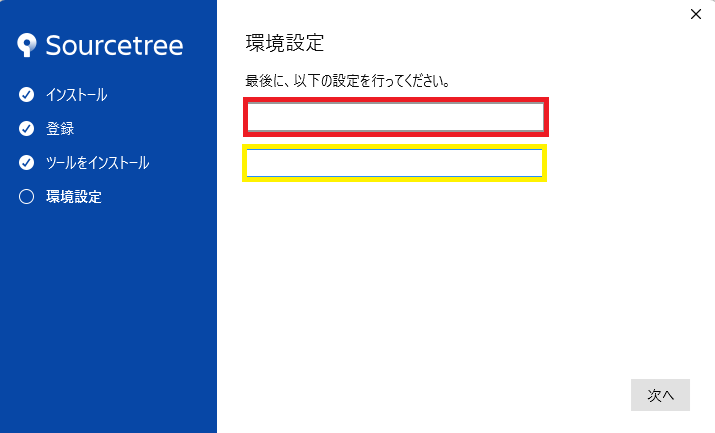 Sourcetree
インストール
登録
ツールをインストール
環境設定
環境設定
最後に、以下の設定を行ってください。
次へ